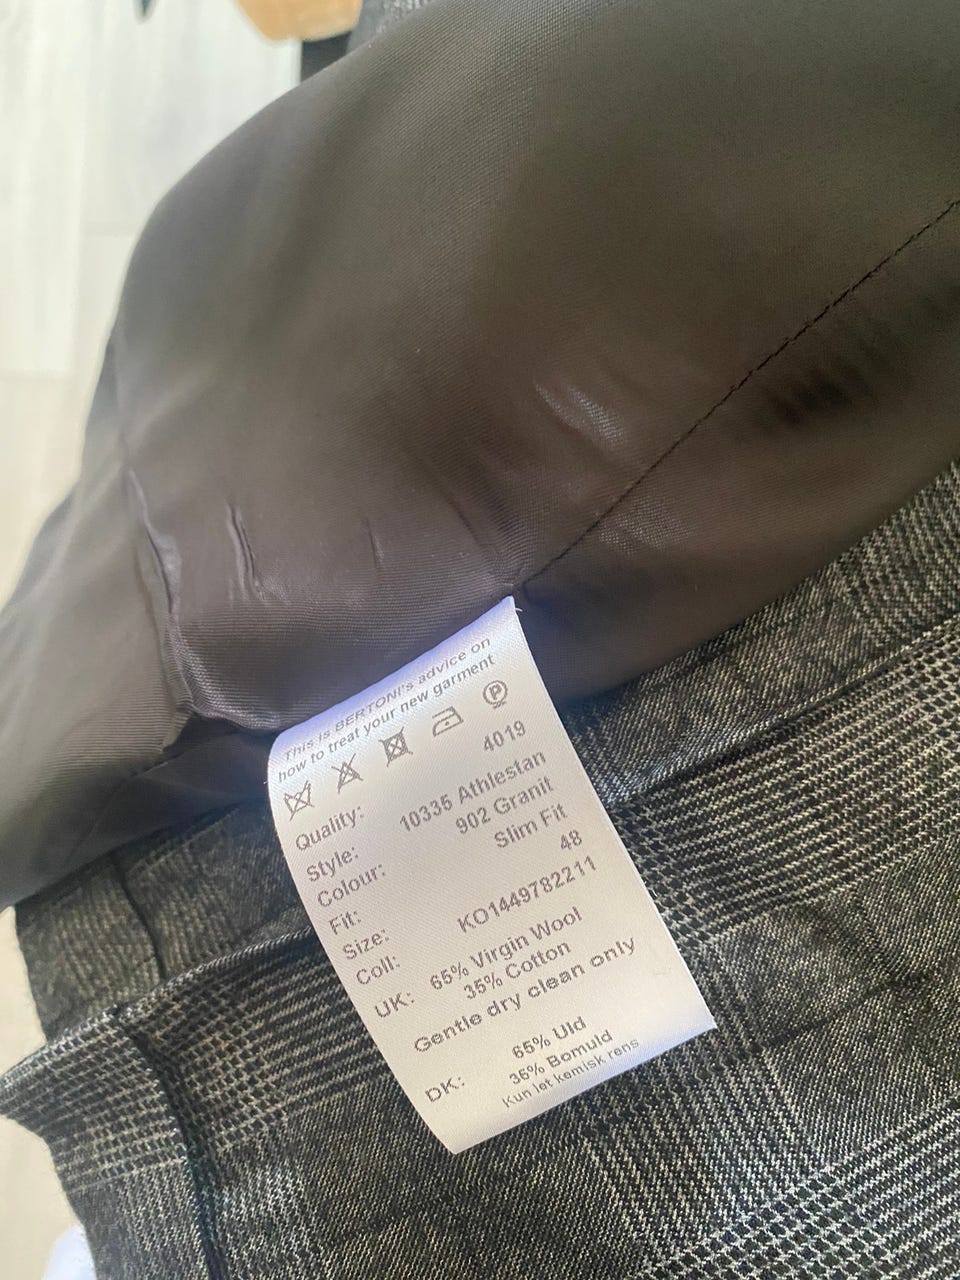 This is BERTONI's advice on
how to treat your new garment
P
Quality: 4019
Style: 10335 Athlestan
Colour: 902 Granit
Fit: Slim Fit
Size: 48
Coll: KO1449782211
UK: 65% Virgin Wool
35% Cotton
Gentle dry clean only
DK: 65% Uld
35% Bomuld
Kun let kemisk rens